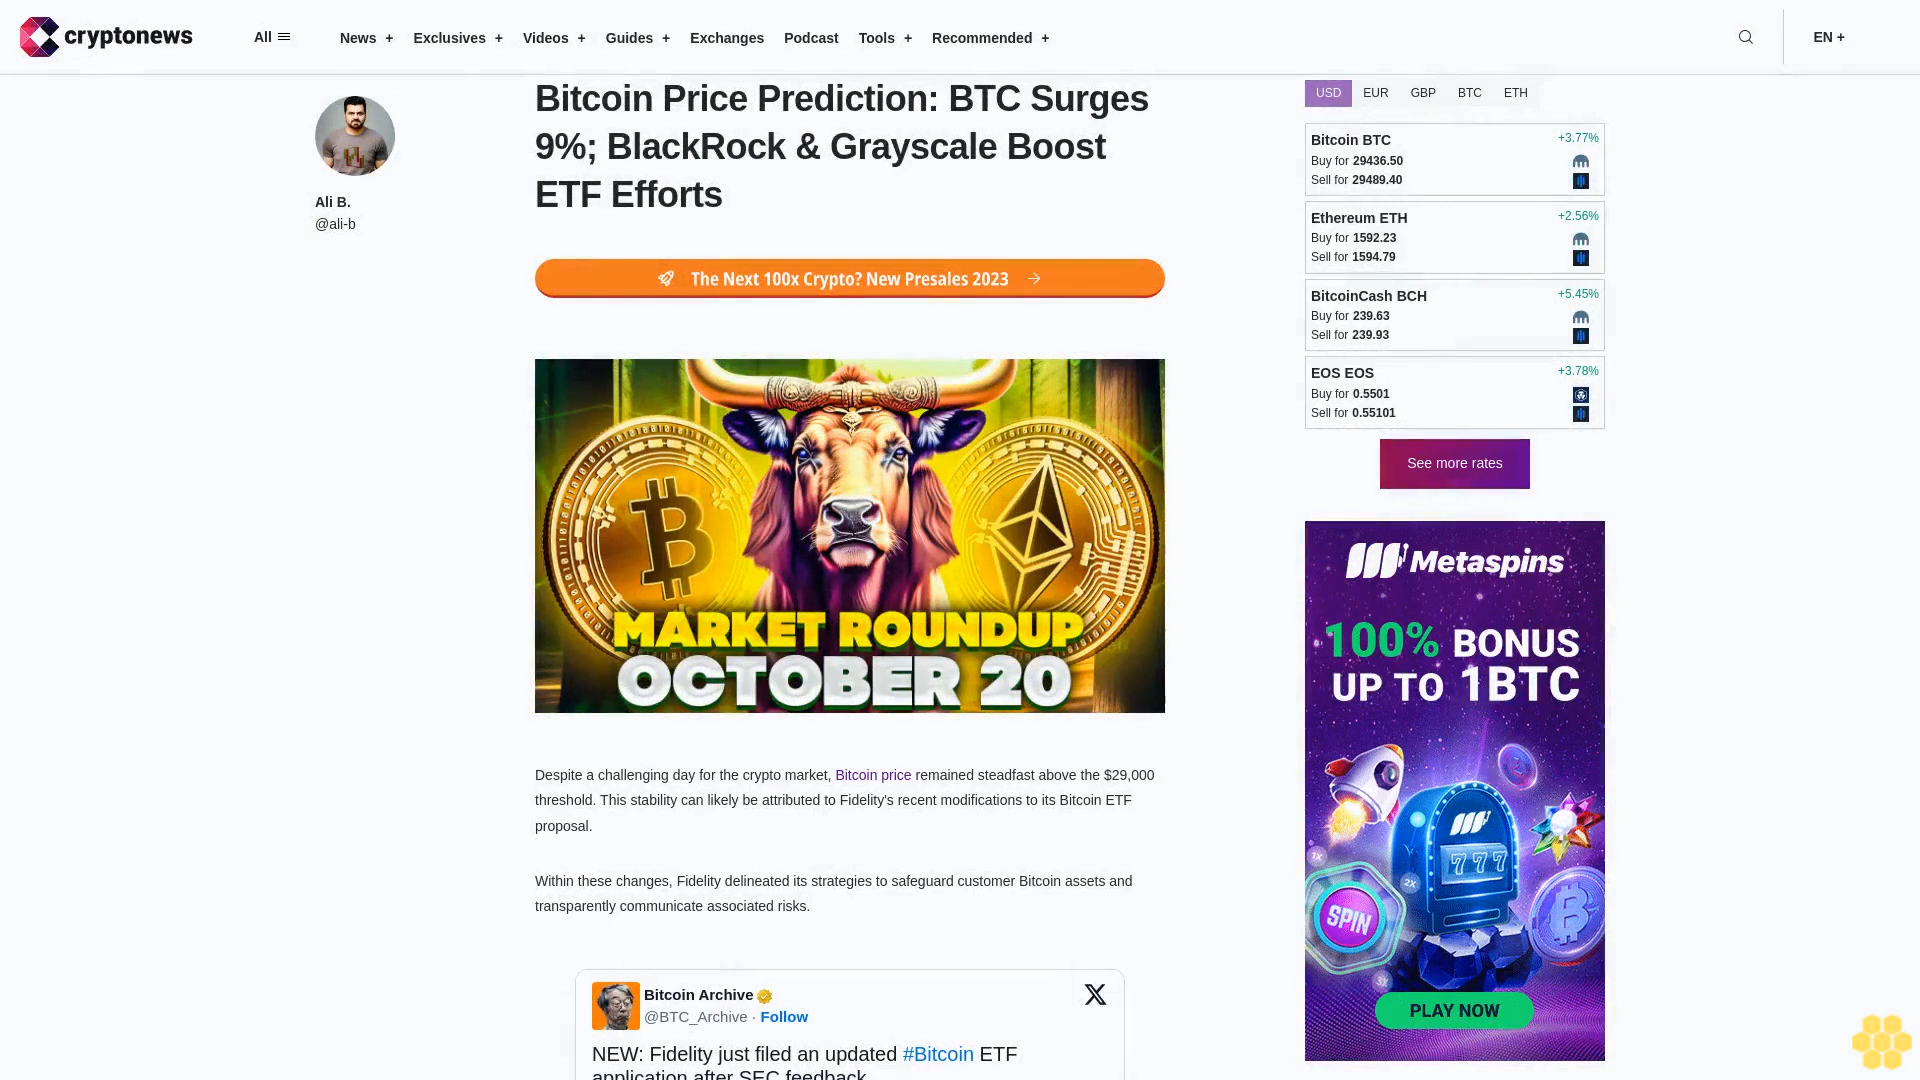 cryptonews
All
News +
Exclusives +
Videos +
Guides +
Exchanges
Podcast
Tools +
Recommended +
EN +
Ali B.
@ali-b
Bitcoin Price Prediction: BTC Surges
9%; BlackRock & Grayscale Boost
ETF Efforts
The Next 100x Crypto? New Presales 2023
MARKET ROUNDUP
OCTOBER 20
Despite a challenging day for the crypto market, Bitcoin price remained steadfast above the $29,000
threshold. This stability can likely be attributed to Fidelity's recent modifications to its Bitcoin ETF
proposal.
Within these changes, Fidelity delineated its strategies to safeguard customer Bitcoin assets and
transparently communicate associated risks.
Bitcoin Archive
@BTC_Archive · Follow
NEW: Fidelity just filed an updated #Bitcoin ETF
application after SEC feedback
USD EUR GBP BTC ETH
Bitcoin BTC +3.77%
Buy for 29436.50
Sell for 29489.40
Ethereum ETH +2.56%
Buy for 1592.23
Sell for 1594.79
BitcoinCash BCH +5.45%
Buy for 239.63
Sell for 239.93
EOS EOS +3.78%
Buy for 0.5501
Sell for 0.55101
See more rates
Metaspins
100% BONUS
UP TO 1BTC
777
1X
2X
SPIN
3X
PLAY NOW